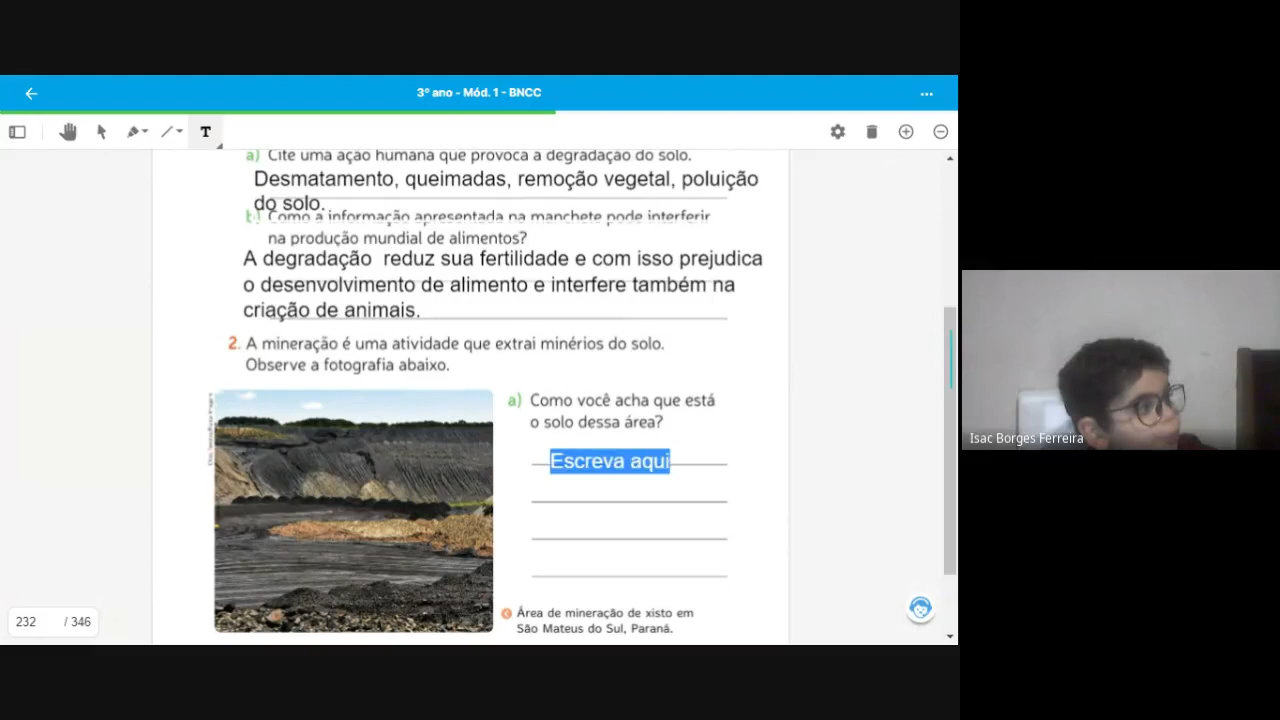 3º ano - Mód. 1 - BNCC
T
a) Cite uma ação humana que provoca a degradação do solo.
Desmatamento, queimadas, remoção vegetal, poluição
do solo.
b) Como a informação apresentada na manchete pode interferir
na produção mundial de alimentos?
A degradação reduz sua fertilidade e com isso prejudica
o desenvolvimento de alimento e interfere também na
criação de animais.
2. A mineração é uma atividade que extrai minérios do solo.
Observe a fotografia abaixo.
a) Como você acha que está
o solo dessa área?
Escreva aqui
Área de mineração de xisto em
São Mateus do Sul, Paraná.
232 / 346
Isac Borges Ferreira